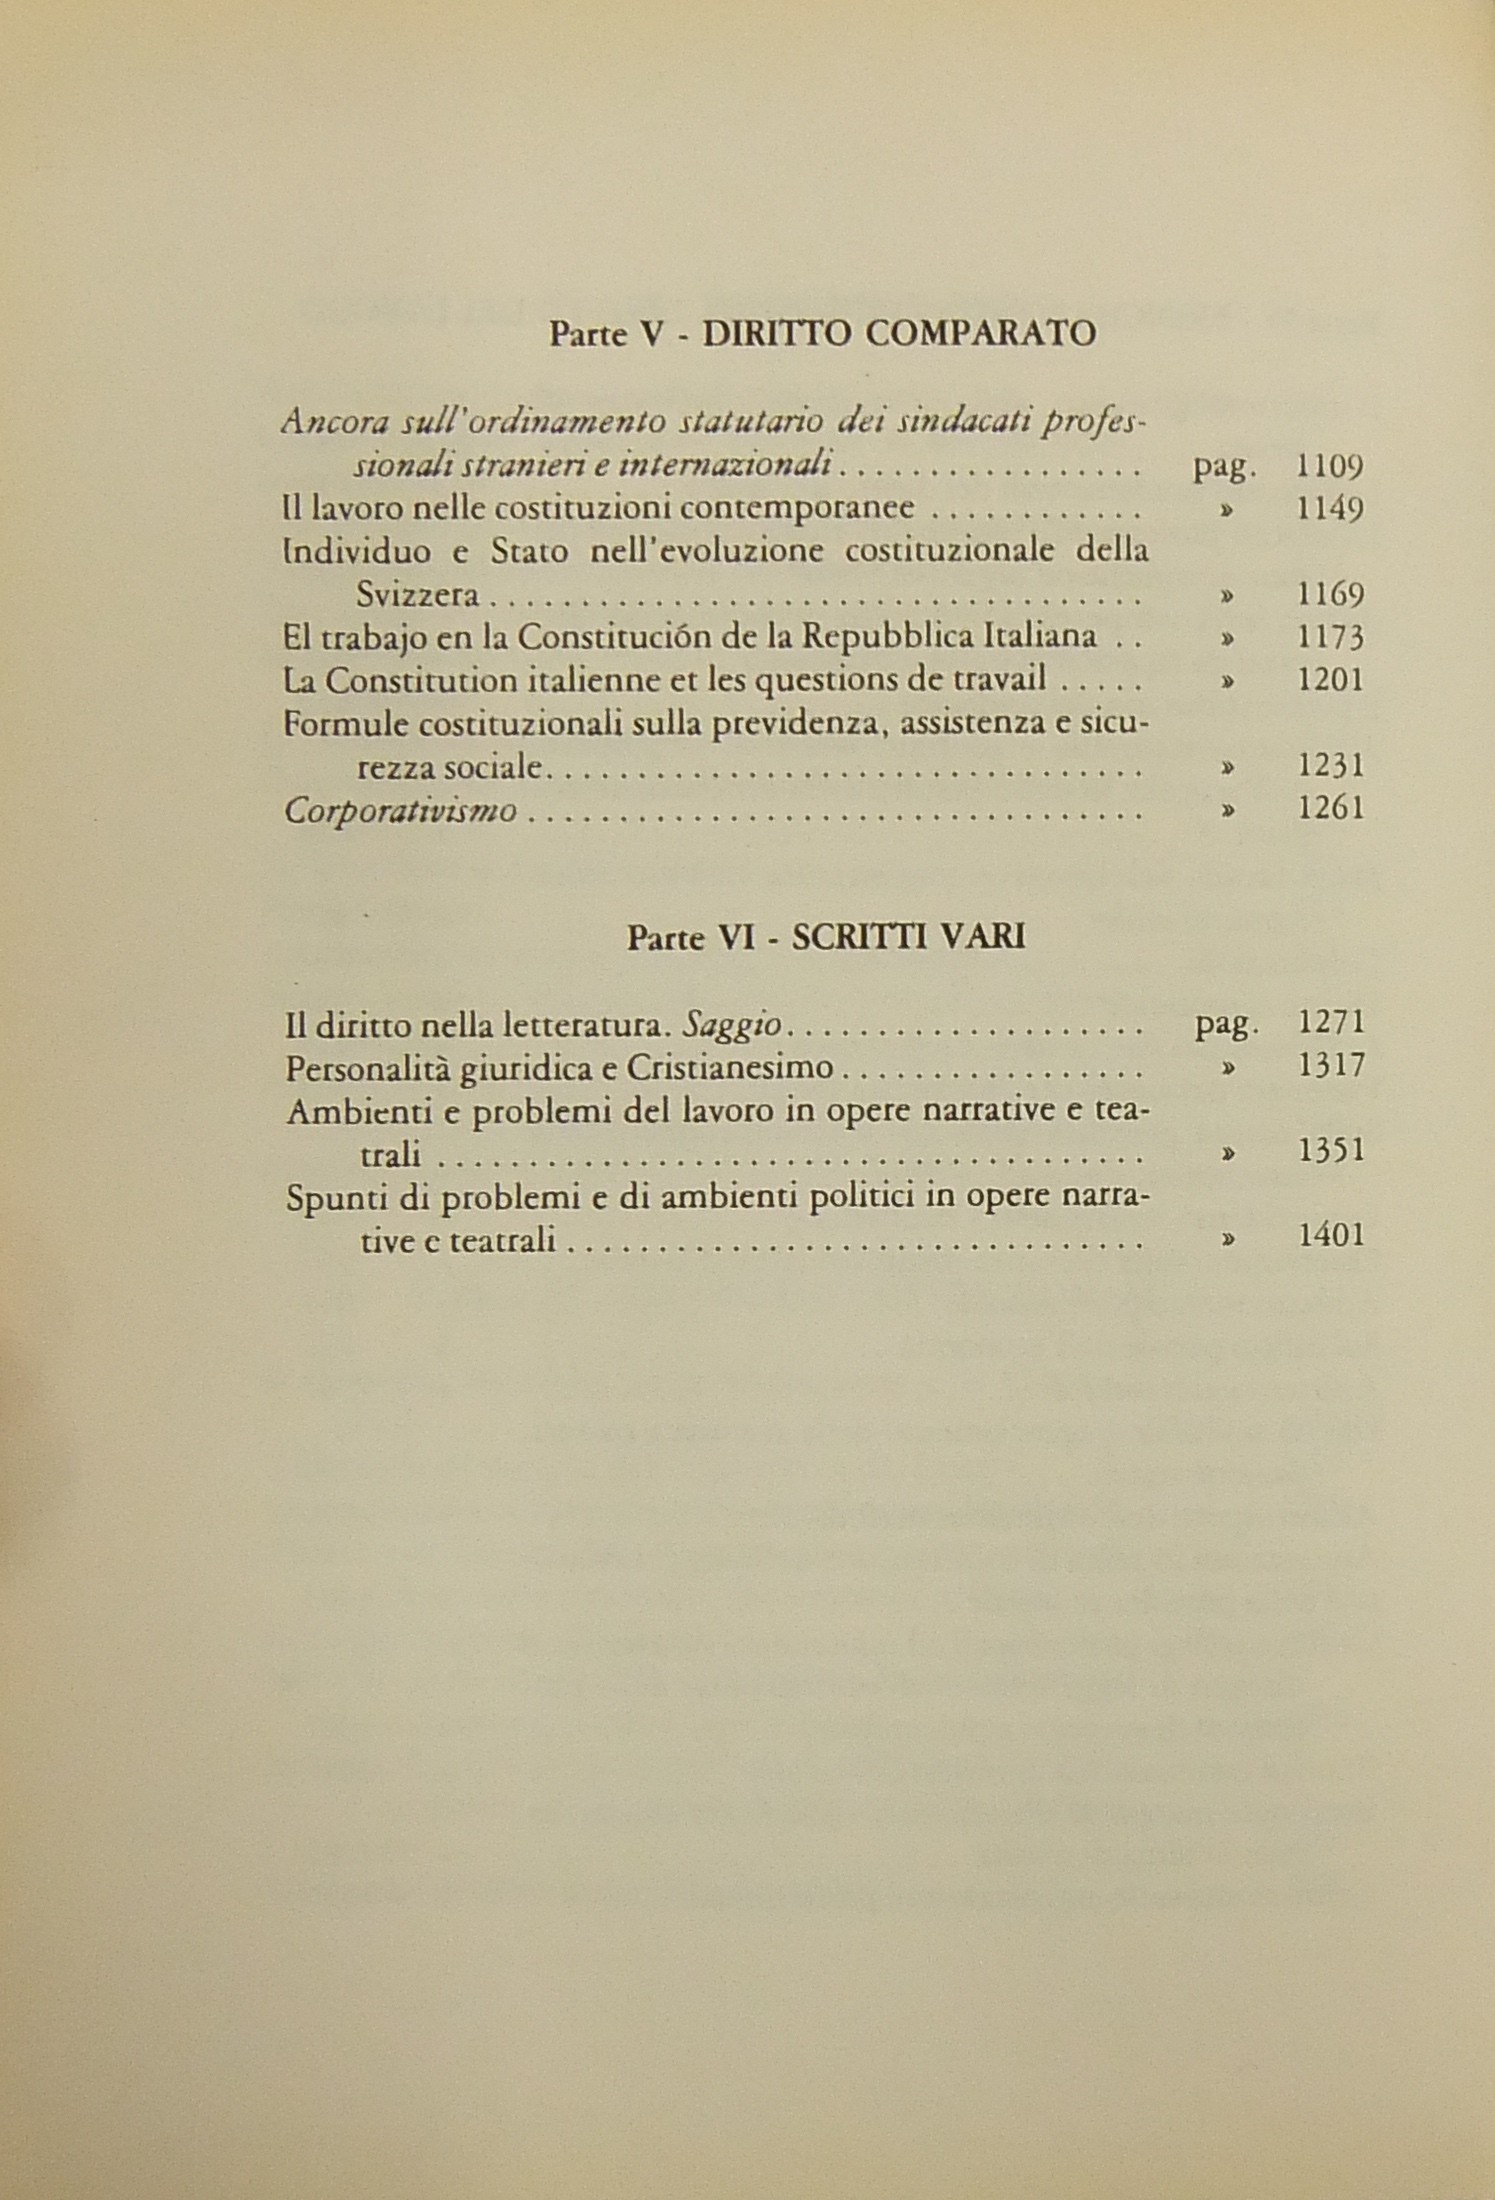 Parte V - DIRITTO COMPARATO
Ancora sull'ordinamento statutario dei sindacati profes-
sionali stranieri e internazionali . . . . . . . . . . . . . . . . . pag. 1109
Il lavoro nelle costituzioni contemporanee . . . . . . . . . . . . » 1149
Individuo e Stato nell'evoluzione costituzionale della
Svizzera . . . . . . . . . . . . . . . . . . . . . . . . . . . . . . . . . . . . » 1169
El trabajo en la Constitución de la Repubblica Italiana . . » 1173
La Constitution italienne et les questions de travail . . . . . » 1201
Formule costituzionali sulla previdenza, assistenza e sicu-
rezza sociale. . . . . . . . . . . . . . . . . . . . . . . . . . . . . . . . . » 1231
Corporativismo . . . . . . . . . . . . . . . . . . . . . . . . . . . . . . . . . . » 1261
Parte VI - SCRITTI VARI
Il diritto nella letteratura. Saggio . . . . . . . . . . . . . . . . . . . . pag. 1271
Personalità giuridica e Cristianesimo . . . . . . . . . . . . . . . . . » 1317
Ambienti e problemi del lavoro in opere narrative e tea-
trali . . . . . . . . . . . . . . . . . . . . . . . . . . . . . . . . . . . . . . . » 1351
Spunti di problemi e di ambienti politici in opere narra-
tive e teatrali . . . . . . . . . . . . . . . . . . . . . . . . . . . . . . . . » 1401